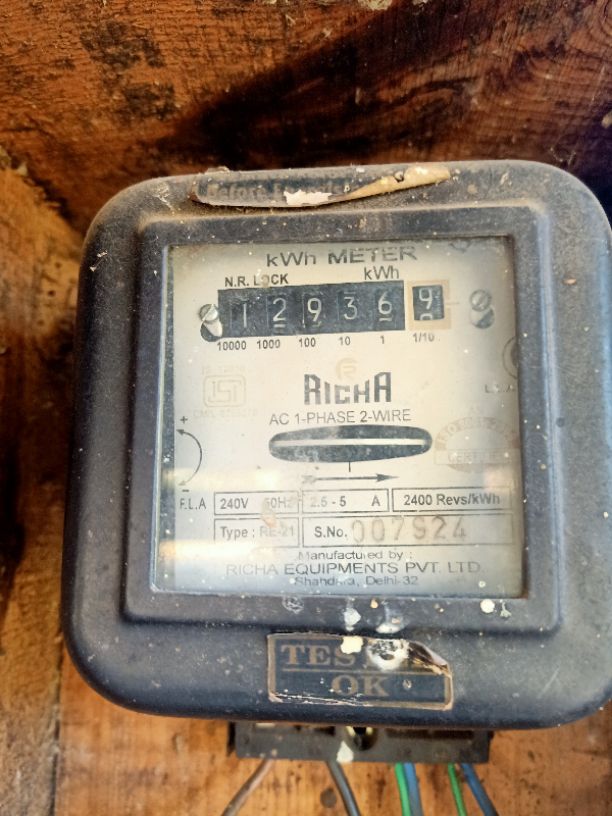 Before
kWh METER
N.R. LOCK kWh
1 2 9 3 6 9
10000 1000 100 10 1 1/10
RICHA
AC 1-PHASE 2-WIRE
+
-
F.L.A
240V 50Hz 2.5 - 5 A 2400 Revs/kWh
Type : RE-21 S.No. 007924
Manufactured by :
RICHA EQUIPMENTS PVT. LTD.
Shahdara, Delhi-32
TESTED
OK